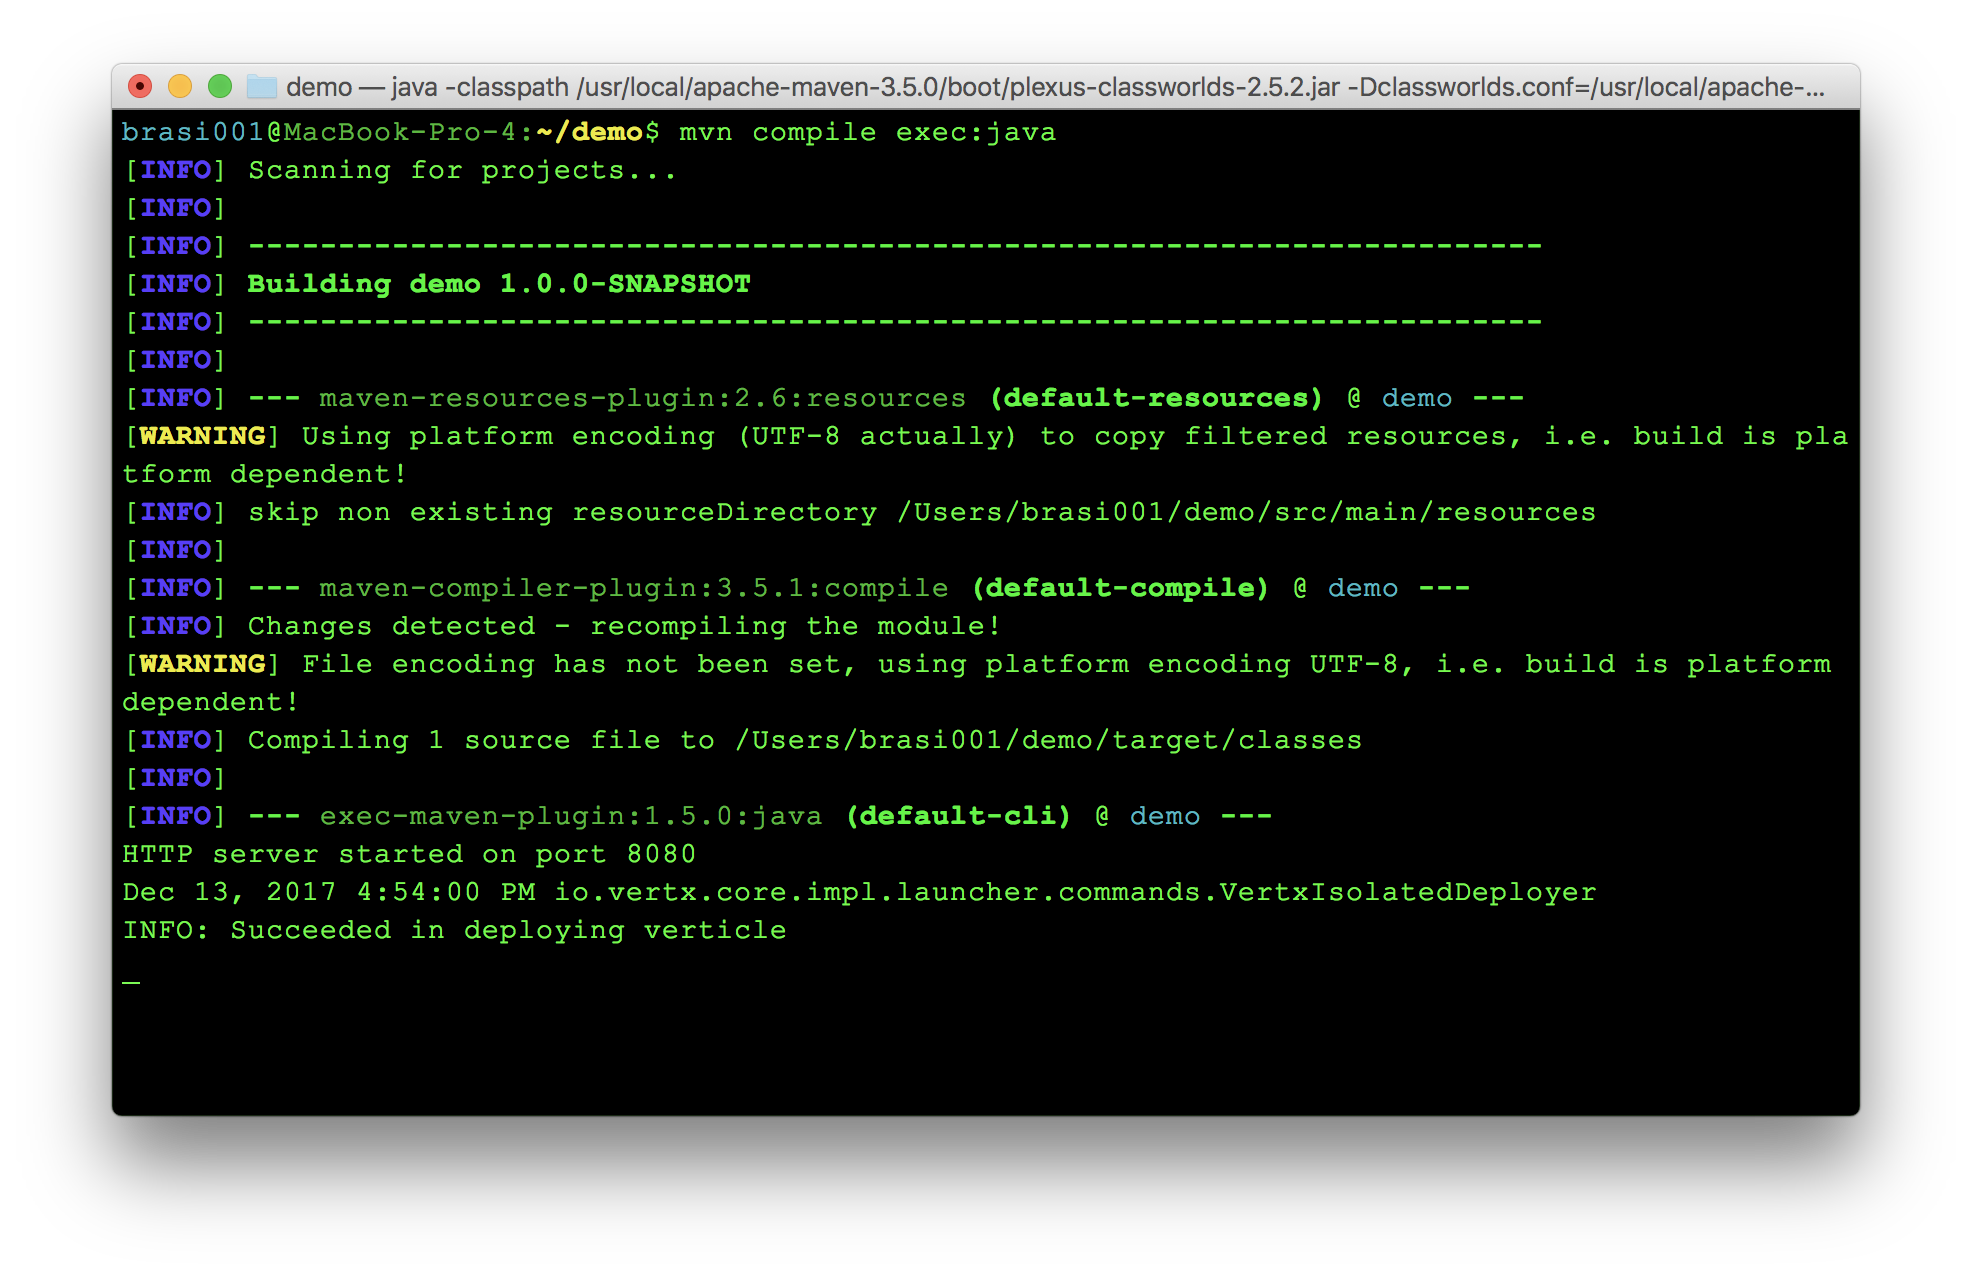 demo — java -classpath /usr/local/apache-maven-3.5.0/boot/plexus-classworlds-2.5.2.jar -Dclassworlds.conf=/usr/local/apache-...
brasi001@MacBook-Pro-4:~/demo$ mvn compile exec:java
[INFO] Scanning for projects...
[INFO]
[INFO] ------------------------------------------------------------------------
[INFO] Building demo 1.0.0-SNAPSHOT
[INFO] ------------------------------------------------------------------------
[INFO]
[INFO] --- maven-resources-plugin:2.6:resources (default-resources) @ demo ---
[WARNING] Using platform encoding (UTF-8 actually) to copy filtered resources, i.e. build is pla
tform dependent!
[INFO] skip non existing resourceDirectory /Users/brasi001/demo/src/main/resources
[INFO]
[INFO] --- maven-compiler-plugin:3.5.1:compile (default-compile) @ demo ---
[INFO] Changes detected - recompiling the module!
[WARNING] File encoding has not been set, using platform encoding UTF-8, i.e. build is platform
dependent!
[INFO] Compiling 1 source file to /Users/brasi001/demo/target/classes
[INFO]
[INFO] --- exec-maven-plugin:1.5.0:java (default-cli) @ demo ---
HTTP server started on port 8080
Dec 13, 2017 4:54:00 PM io.vertx.core.impl.launcher.commands.VertxIsolatedDeployer
INFO: Succeeded in deploying verticle
_